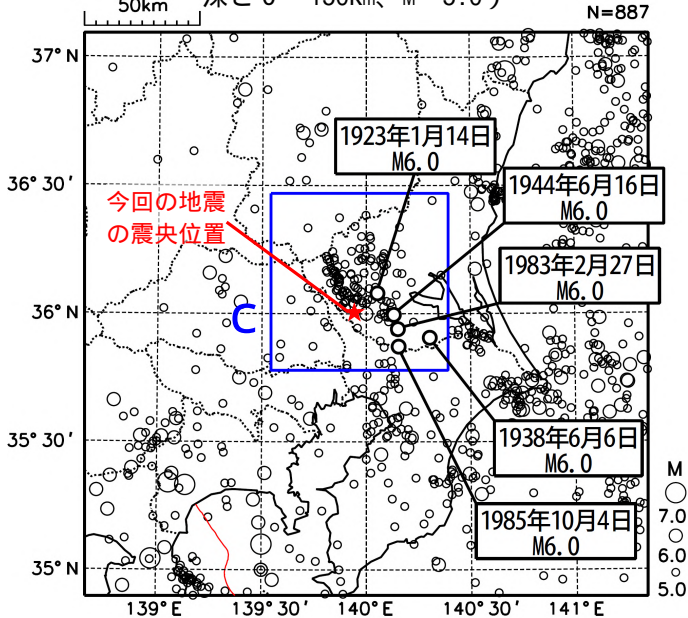 50km
N=887
37°N
1923年1月14日
M6.0
36°30′
1944年6月16日
M6.0
今回の地震
の震央位置
1983年2月27日
M6.0
36°N
C
35°30′
1938年6月6日
M6.0
M
7.0
6.0
5.0
1985年10月4日
M6.0
35°N
139°E
139°30′
140°E
140°30′
141°E